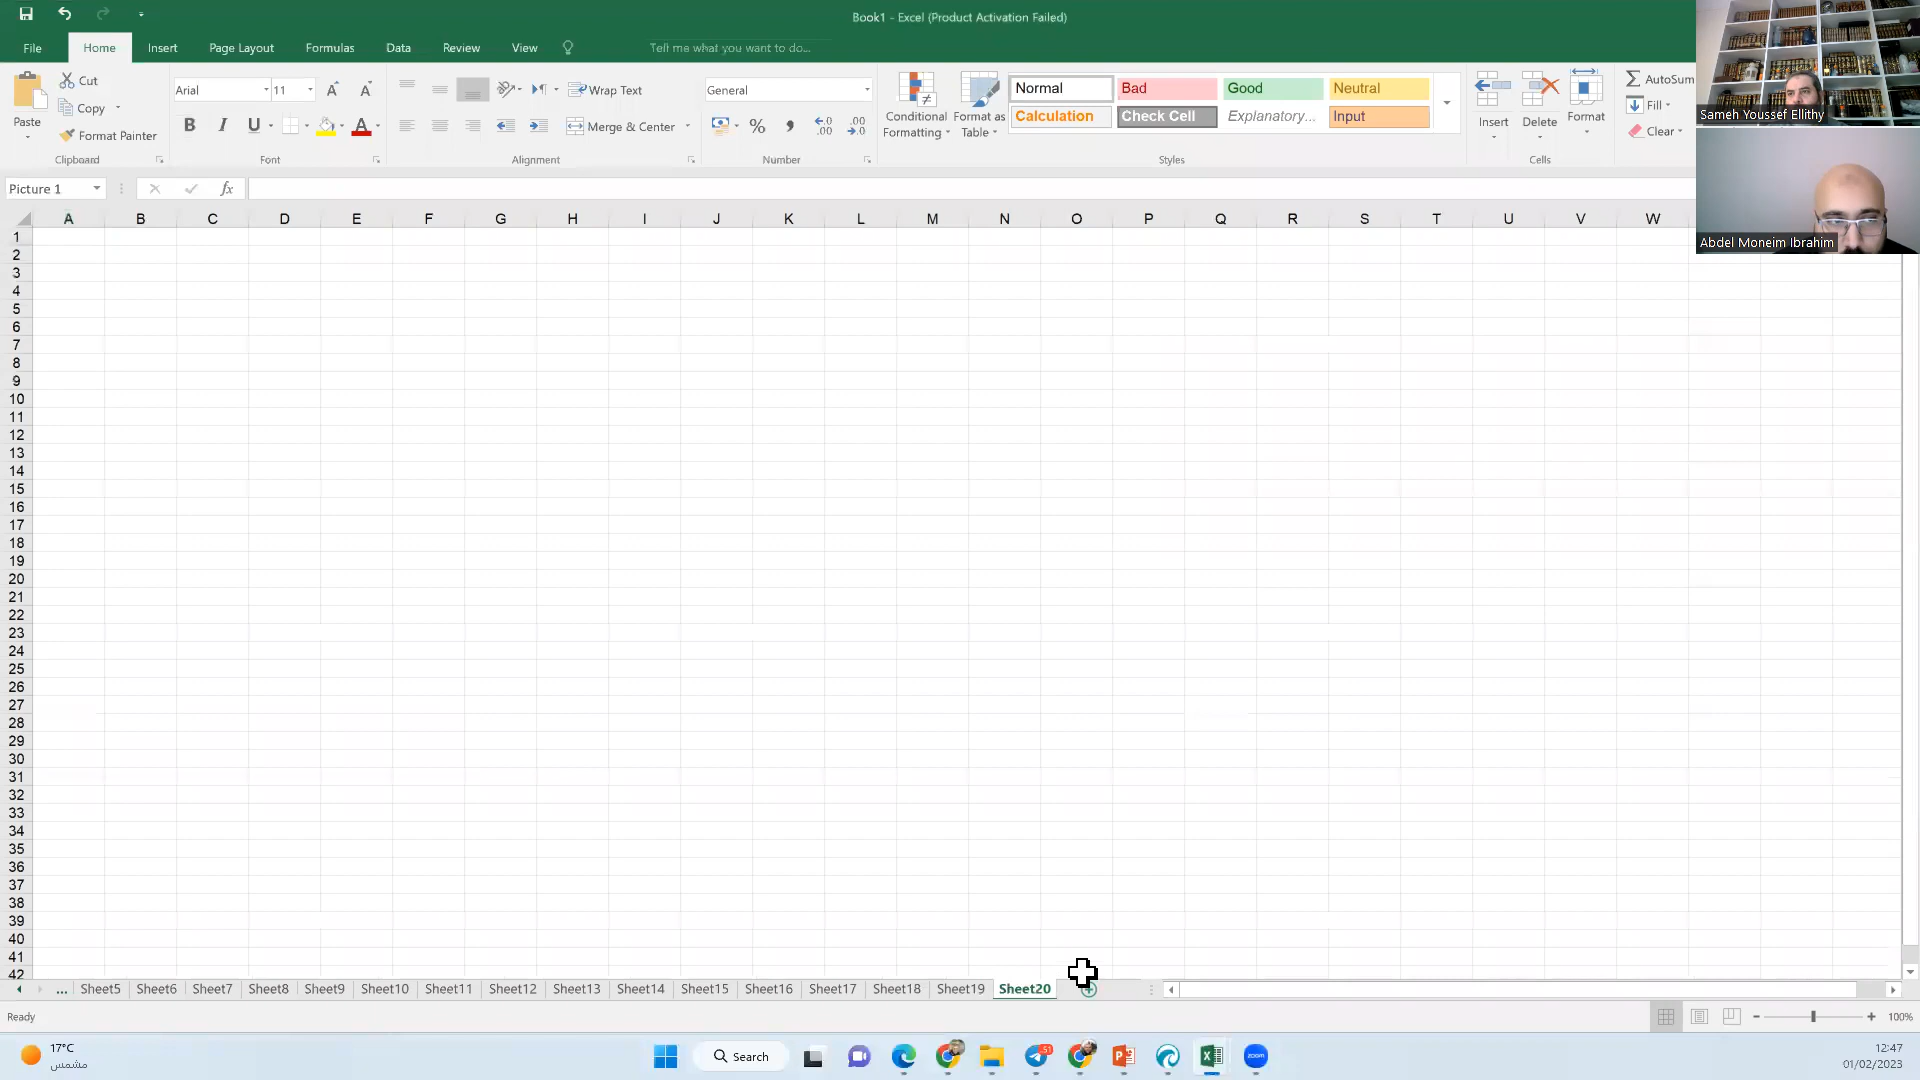 Book1 - Excel (Product Activation Failed)
File Home Insert Page Layout Formulas Data Review View Tell me what you want to do...
Paste
Cut
Copy
Format Painter
Clipboard
Arial 11
B I U A
Font
Wrap Text
Merge & Center
Alignment
General
% ,
Number
Conditional Formatting
Format as Table
Normal Bad Good Neutral
Calculation Check Cell Explanatory... Input
Styles
Insert Delete Format
Cells
AutoSum
Fill
Clear
Sameh Youssef Ellithy
Abdel Moneim Ibrahim
Picture 1 fx
A B C D E F G H I J K L M N O P Q R S T U V W
1
2
3
4
5
6
7
8
9
10
11
12
13
14
15
16
17
18
19
20
21
22
23
24
25
26
27
28
29
30
31
32
33
34
35
36
37
38
39
40
41
42
... Sheet5 Sheet6 Sheet7 Sheet8 Sheet9 Sheet10 Sheet11 Sheet12 Sheet13 Sheet14 Sheet15 Sheet16 Sheet17 Sheet18 Sheet19 Sheet20
Ready 100%
17°C
مشمس
Search
51
zoom
12:47
01/02/2023